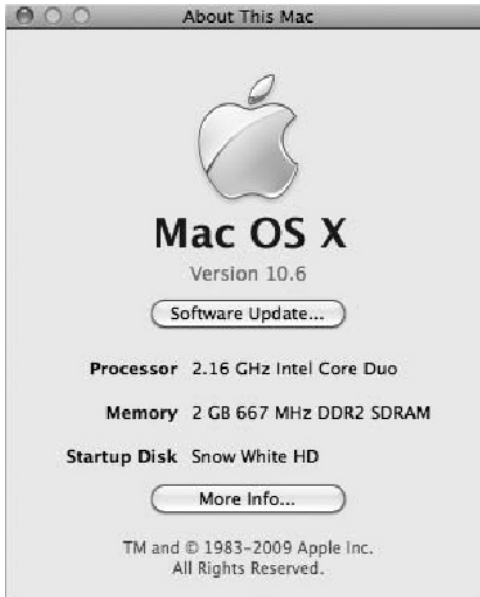 About This Mac
Mac OS X
Version 10.6
Software Update...
Processor 2.16 GHz Intel Core Duo
Memory 2 GB 667 MHz DDR2 SDRAM
Startup Disk Snow White HD
More Info...
TM and © 1983–2009 Apple Inc.
All Rights Reserved.